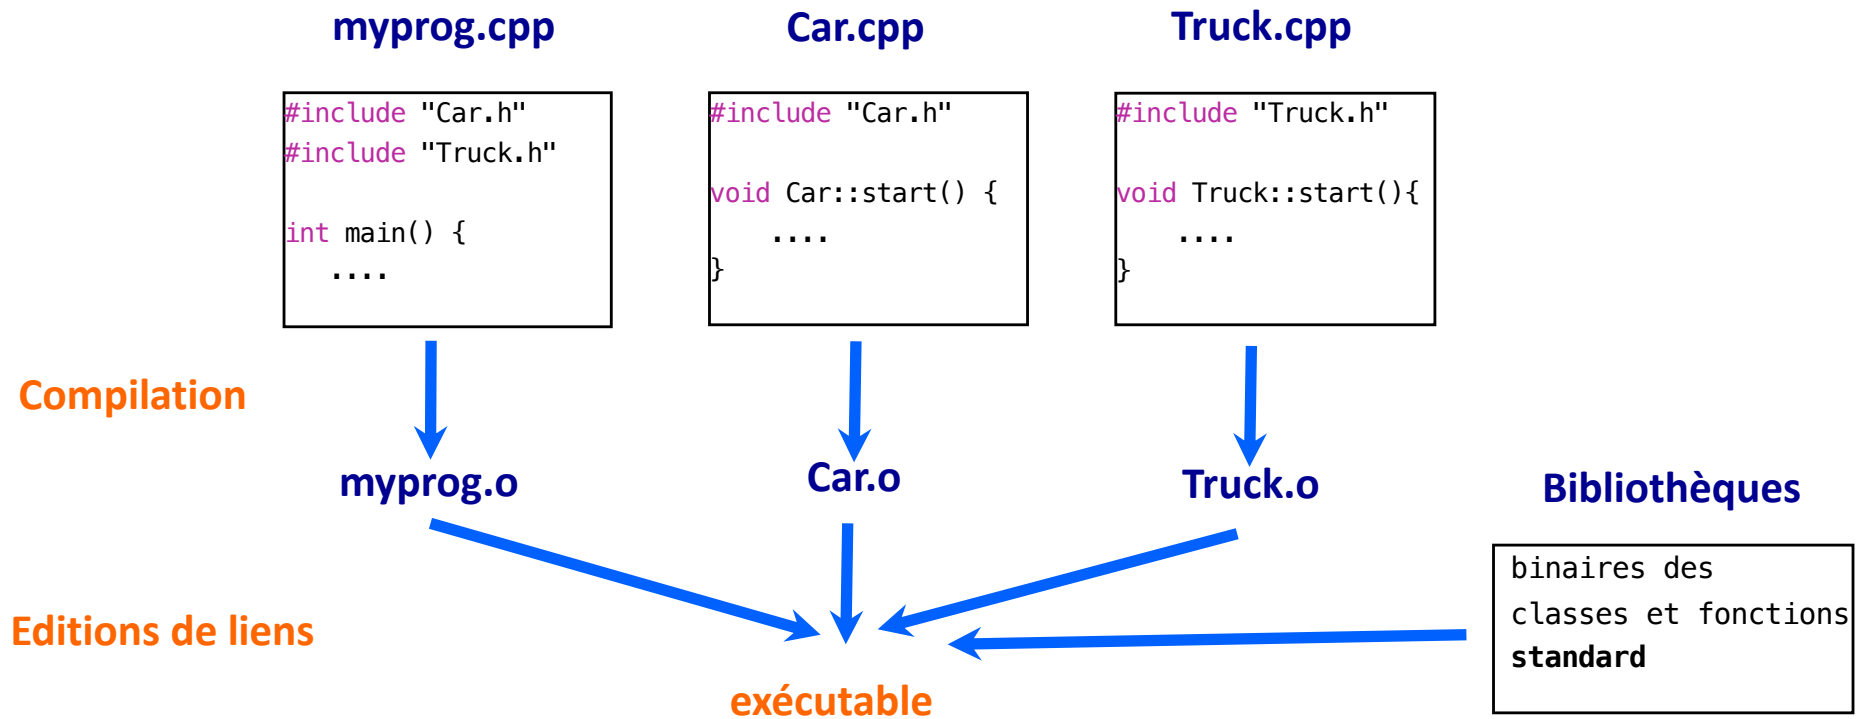 myprog.cpp
Car.cpp
Truck.cpp
#include "Car.h"
#include "Truck.h"
int main() {
....
#include "Car.h"
void Car::start() {
....
}
#include "Truck.h"
void Truck::start(){
....
}
Compilation
myprog.o
Car.o
Truck.o
Bibliothèques
binaires des
classes et fonctions
standard
Editions de liens
exécutable